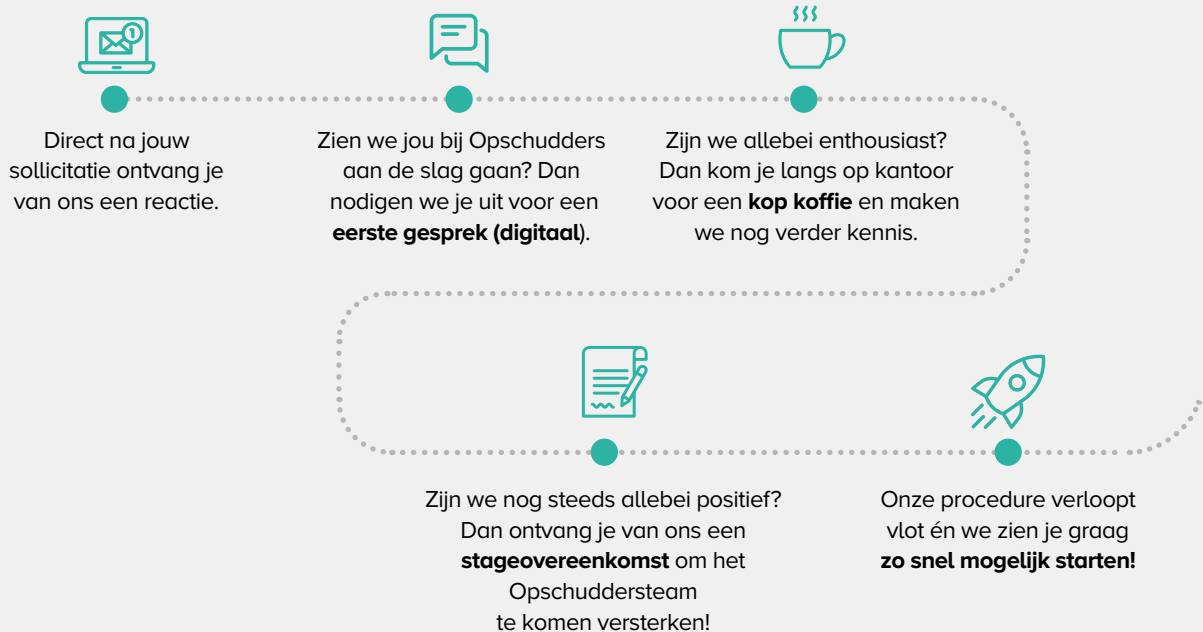 1
Direct na jouw
sollicitatie ontvang je
van ons een reactie.
Zien we jou bij Opschudders
aan de slag gaan? Dan
nodigen we je uit voor een
eerste gesprek (digitaal).
Zijn we allebei enthousiast?
Dan kom je langs op kantoor
voor een kop koffie en maken
we nog verder kennis.
Zijn we nog steeds allebei positief?
Dan ontvang je van ons een
stageovereenkomst om het
Opschuddersteam
te komen versterken!
Onze procedure verloopt
vlot én we zien je graag
zo snel mogelijk starten!